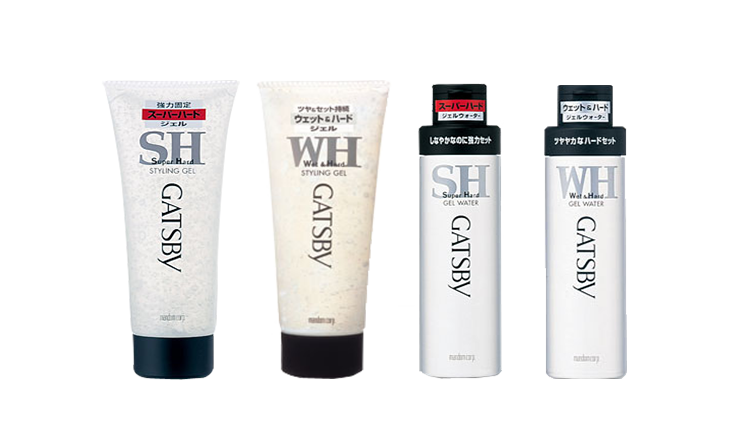 強力固定
スーパーハード
ジェル
SH
Super Hard
STYLING GEL
GATSBY
mandom corp.
ツヤ&セット持続
ウェット&ハード
ジェル
WH
Wet & Hard
STYLING GEL
GATSBY
mandom corp.
スーパーハード
ジェルウォーター
しなやかなのに強力セット
SH
Super Hard
GEL WATER
GATSBY
mandom corp.
ウェット&ハード
ジェルウォーター
ツヤヤカなハードセット
WH
Wet & Hard
GEL WATER
GATSBY
mandom corp.